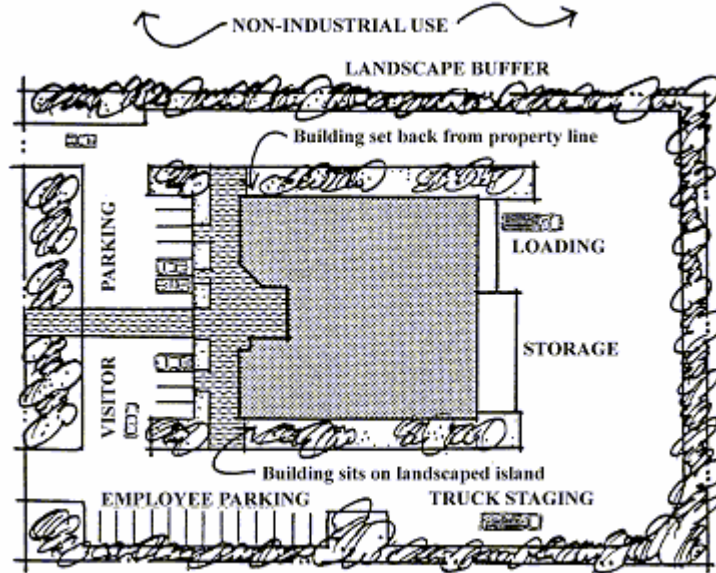 NON-INDUSTRIAL USE
LANDSCAPE BUFFER
Building set back from property line
PARKING
LOADING
STORAGE
VISITOR
Building sits on landscaped island
EMPLOYEE PARKING
TRUCK STAGING